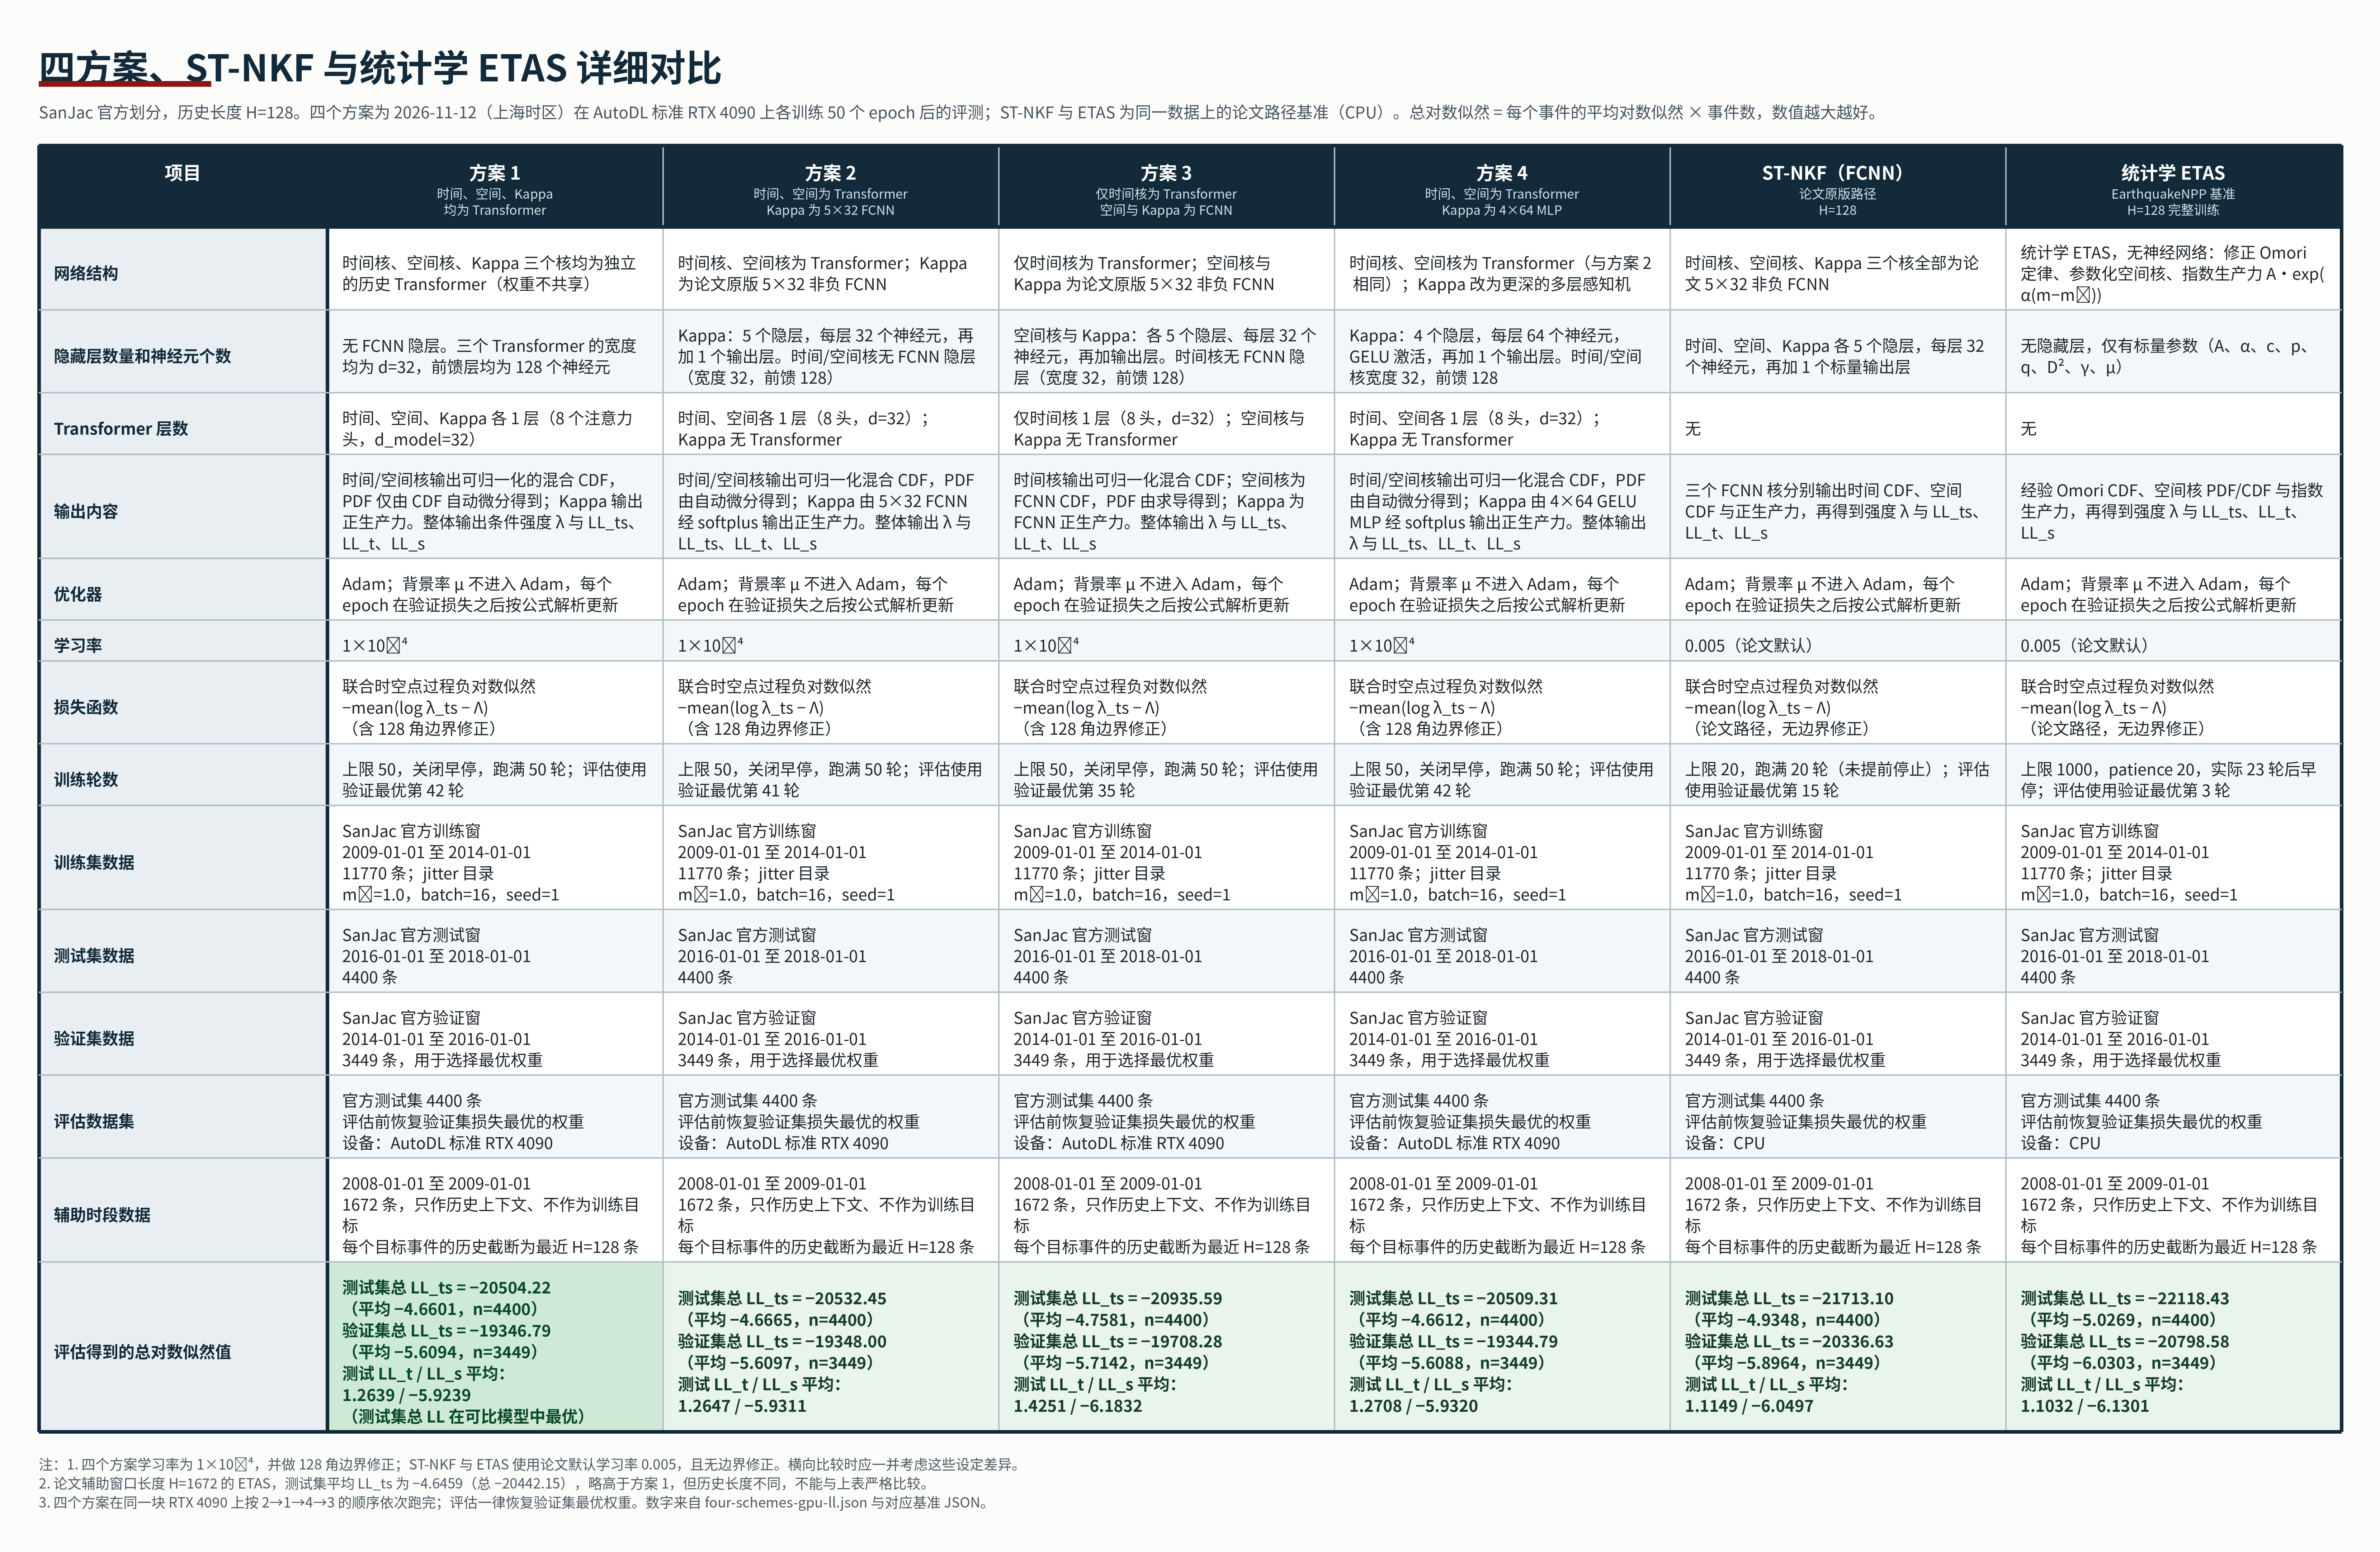 四方案、ST-NKF 与统计学 ETAS 详细对比
SanJac 官方划分，历史长度 H=128。四个方案为 2026-11-12（上海时区）在 AutoDL 标准 RTX 4090 上各训练 50 个 epoch 后的评测；ST-NKF 与 ETAS 为同一数据上的论文路径基准（CPU）。总对数似然 = 每个事件的平均对数似然 × 事件数，数值越大越好。
项目
方案 1
时间、空间、Kappa
均为 Transformer
方案 2
时间、空间为 Transformer
Kappa 为 5×32 FCNN
方案 3
仅时间核为 Transformer
空间与 Kappa 为 FCNN
方案 4
时间、空间为 Transformer
Kappa 为 4×64 MLP
ST-NKF（FCNN）
论文原版路径
H=128
统计学 ETAS
EarthquakeNPP 基准
H=128 完整训练
网络结构
时间核、空间核、Kappa 三个核均为独立
的历史 Transformer（权重不共享）
时间核、空间核为 Transformer；Kappa
为论文原版 5×32 非负 FCNN
仅时间核为 Transformer；空间核与
Kappa 为论文原版 5×32 非负 FCNN
时间核、空间核为 Transformer（与方案 2
相同）；Kappa 改为更深的多层感知机
时间核、空间核、Kappa 三个核全部为论
文 5×32 非负 FCNN
统计学 ETAS，无神经网络：修正 Omori
定律、参数化空间核、指数生产力 A·exp(
α(m−m☒))
隐藏层数量和神经元个数
无 FCNN 隐层。三个 Transformer 的宽度
均为 d=32，前馈层均为 128 个神经元
Kappa：5 个隐层，每层 32 个神经元，再
加 1 个输出层。时间/空间核无 FCNN 隐层
（宽度 32，前馈 128）
空间核与 Kappa：各 5 个隐层、每层 32 个
神经元，再加输出层。时间核无 FCNN 隐
层（宽度 32，前馈 128）
Kappa：4 个隐层，每层 64 个神经元，
GELU 激活，再加 1 个输出层。时间/空间
核宽度 32，前馈 128
时间、空间、Kappa 各 5 个隐层，每层 32
个神经元，再加 1 个标量输出层
无隐藏层，仅有标量参数（A、α、c、p、
q、D²、γ、μ）
Transformer 层数
时间、空间、Kappa 各 1 层（8 个注意力
头，d_model=32）
时间、空间各 1 层（8 头，d=32）；
Kappa 无 Transformer
仅时间核 1 层（8 头，d=32）；空间核与
Kappa 无 Transformer
时间、空间各 1 层（8 头，d=32）；
Kappa 无 Transformer
无
无
输出内容
时间/空间核输出可归一化的混合 CDF，
PDF 仅由 CDF 自动微分得到；Kappa 输出
正生产力。整体输出条件强度 λ 与 LL_ts、
LL_t、LL_s
时间/空间核输出可归一化混合 CDF，PDF
由自动微分得到；Kappa 由 5×32 FCNN
经 softplus 输出正生产力。整体输出 λ 与
LL_ts、LL_t、LL_s
时间核输出可归一化混合 CDF；空间核为
FCNN CDF，PDF 由求导得到；Kappa 为
FCNN 正生产力。整体输出 λ 与 LL_ts、
LL_t、LL_s
时间/空间核输出可归一化混合 CDF，PDF
由自动微分得到；Kappa 由 4×64 GELU
MLP 经 softplus 输出正生产力。整体输出
λ 与 LL_ts、LL_t、LL_s
三个 FCNN 核分别输出时间 CDF、空间
CDF 与正生产力，再得到强度 λ 与 LL_ts、
LL_t、LL_s
经验 Omori CDF、空间核 PDF/CDF 与指数
生产力，再得到强度 λ 与 LL_ts、LL_t、
LL_s
优化器
Adam；背景率 μ 不进入 Adam，每个
epoch 在验证损失之后按公式解析更新
Adam；背景率 μ 不进入 Adam，每个
epoch 在验证损失之后按公式解析更新
Adam；背景率 μ 不进入 Adam，每个
epoch 在验证损失之后按公式解析更新
Adam；背景率 μ 不进入 Adam，每个
epoch 在验证损失之后按公式解析更新
Adam；背景率 μ 不进入 Adam，每个
epoch 在验证损失之后按公式解析更新
Adam；背景率 μ 不进入 Adam，每个
epoch 在验证损失之后按公式解析更新
学习率
1×10☒⁴
1×10☒⁴
1×10☒⁴
1×10☒⁴
0.005（论文默认）
0.005（论文默认）
损失函数
联合时空点过程负对数似然
−mean(log λ_ts − Λ)
（含 128 角边界修正）
联合时空点过程负对数似然
−mean(log λ_ts − Λ)
（含 128 角边界修正）
联合时空点过程负对数似然
−mean(log λ_ts − Λ)
（含 128 角边界修正）
联合时空点过程负对数似然
−mean(log λ_ts − Λ)
（含 128 角边界修正）
联合时空点过程负对数似然
−mean(log λ_ts − Λ)
（论文路径，无边界修正）
联合时空点过程负对数似然
−mean(log λ_ts − Λ)
（论文路径，无边界修正）
训练轮数
上限 50，关闭早停，跑满 50 轮；评估使用
验证最优第 42 轮
上限 50，关闭早停，跑满 50 轮；评估使用
验证最优第 41 轮
上限 50，关闭早停，跑满 50 轮；评估使用
验证最优第 35 轮
上限 50，关闭早停，跑满 50 轮；评估使用
验证最优第 42 轮
上限 20，跑满 20 轮（未提前停止）；评估
使用验证最优第 15 轮
上限 1000，patience 20，实际 23 轮后早
停；评估使用验证最优第 3 轮
训练集数据
SanJac 官方训练窗
2009-01-01 至 2014-01-01
11770 条；jitter 目录
m☒=1.0，batch=16，seed=1
SanJac 官方训练窗
2009-01-01 至 2014-01-01
11770 条；jitter 目录
m☒=1.0，batch=16，seed=1
SanJac 官方训练窗
2009-01-01 至 2014-01-01
11770 条；jitter 目录
m☒=1.0，batch=16，seed=1
SanJac 官方训练窗
2009-01-01 至 2014-01-01
11770 条；jitter 目录
m☒=1.0，batch=16，seed=1
SanJac 官方训练窗
2009-01-01 至 2014-01-01
11770 条；jitter 目录
m☒=1.0，batch=16，seed=1
SanJac 官方训练窗
2009-01-01 至 2014-01-01
11770 条；jitter 目录
m☒=1.0，batch=16，seed=1
测试集数据
SanJac 官方测试窗
2016-01-01 至 2018-01-01
4400 条
SanJac 官方测试窗
2016-01-01 至 2018-01-01
4400 条
SanJac 官方测试窗
2016-01-01 至 2018-01-01
4400 条
SanJac 官方测试窗
2016-01-01 至 2018-01-01
4400 条
SanJac 官方测试窗
2016-01-01 至 2018-01-01
4400 条
SanJac 官方测试窗
2016-01-01 至 2018-01-01
4400 条
验证集数据
SanJac 官方验证窗
2014-01-01 至 2016-01-01
3449 条，用于选择最优权重
SanJac 官方验证窗
2014-01-01 至 2016-01-01
3449 条，用于选择最优权重
SanJac 官方验证窗
2014-01-01 至 2016-01-01
3449 条，用于选择最优权重
SanJac 官方验证窗
2014-01-01 至 2016-01-01
3449 条，用于选择最优权重
SanJac 官方验证窗
2014-01-01 至 2016-01-01
3449 条，用于选择最优权重
SanJac 官方验证窗
2014-01-01 至 2016-01-01
3449 条，用于选择最优权重
评估数据集
官方测试集 4400 条
评估前恢复验证集损失最优的权重
设备：AutoDL 标准 RTX 4090
官方测试集 4400 条
评估前恢复验证集损失最优的权重
设备：AutoDL 标准 RTX 4090
官方测试集 4400 条
评估前恢复验证集损失最优的权重
设备：AutoDL 标准 RTX 4090
官方测试集 4400 条
评估前恢复验证集损失最优的权重
设备：AutoDL 标准 RTX 4090
官方测试集 4400 条
评估前恢复验证集损失最优的权重
设备：CPU
官方测试集 4400 条
评估前恢复验证集损失最优的权重
设备：CPU
辅助时段数据
2008-01-01 至 2009-01-01
1672 条，只作历史上下文、不作为训练目
标
每个目标事件的历史截断为最近 H=128 条
2008-01-01 至 2009-01-01
1672 条，只作历史上下文、不作为训练目
标
每个目标事件的历史截断为最近 H=128 条
2008-01-01 至 2009-01-01
1672 条，只作历史上下文、不作为训练目
标
每个目标事件的历史截断为最近 H=128 条
2008-01-01 至 2009-01-01
1672 条，只作历史上下文、不作为训练目
标
每个目标事件的历史截断为最近 H=128 条
2008-01-01 至 2009-01-01
1672 条，只作历史上下文、不作为训练目
标
每个目标事件的历史截断为最近 H=128 条
2008-01-01 至 2009-01-01
1672 条，只作历史上下文、不作为训练目
标
每个目标事件的历史截断为最近 H=128 条
评估得到的总对数似然值
测试集总 LL_ts = −20504.22
（平均 −4.6601，n=4400）
验证集总 LL_ts = −19346.79
（平均 −5.6094，n=3449）
测试 LL_t / LL_s 平均：
1.2639 / −5.9239
（测试集总 LL 在可比模型中最优）
测试集总 LL_ts = −20532.45
（平均 −4.6665，n=4400）
验证集总 LL_ts = −19348.00
（平均 −5.6097，n=3449）
测试 LL_t / LL_s 平均：
1.2647 / −5.9311
测试集总 LL_ts = −20935.59
（平均 −4.7581，n=4400）
验证集总 LL_ts = −19708.28
（平均 −5.7142，n=3449）
测试 LL_t / LL_s 平均：
1.4251 / −6.1832
测试集总 LL_ts = −20509.31
（平均 −4.6612，n=4400）
验证集总 LL_ts = −19344.79
（平均 −5.6088，n=3449）
测试 LL_t / LL_s 平均：
1.2708 / −5.9320
测试集总 LL_ts = −21713.10
（平均 −4.9348，n=4400）
验证集总 LL_ts = −20336.63
（平均 −5.8964，n=3449）
测试 LL_t / LL_s 平均：
1.1149 / −6.0497
测试集总 LL_ts = −22118.43
（平均 −5.0269，n=4400）
验证集总 LL_ts = −20798.58
（平均 −6.0303，n=3449）
测试 LL_t / LL_s 平均：
1.1032 / −6.1301
注：1. 四个方案学习率为 1×10☒⁴，并做 128 角边界修正；ST-NKF 与 ETAS 使用论文默认学习率 0.005，且无边界修正。横向比较时应一并考虑这些设定差异。
2. 论文辅助窗口长度 H=1672 的 ETAS，测试集平均 LL_ts 为 −4.6459（总 −20442.15），略高于方案 1，但历史长度不同，不能与上表严格比较。
3. 四个方案在同一块 RTX 4090 上按 2→1→4→3 的顺序依次跑完；评估一律恢复验证集最优权重。数字来自 four-schemes-gpu-ll.json 与对应基准 JSON。